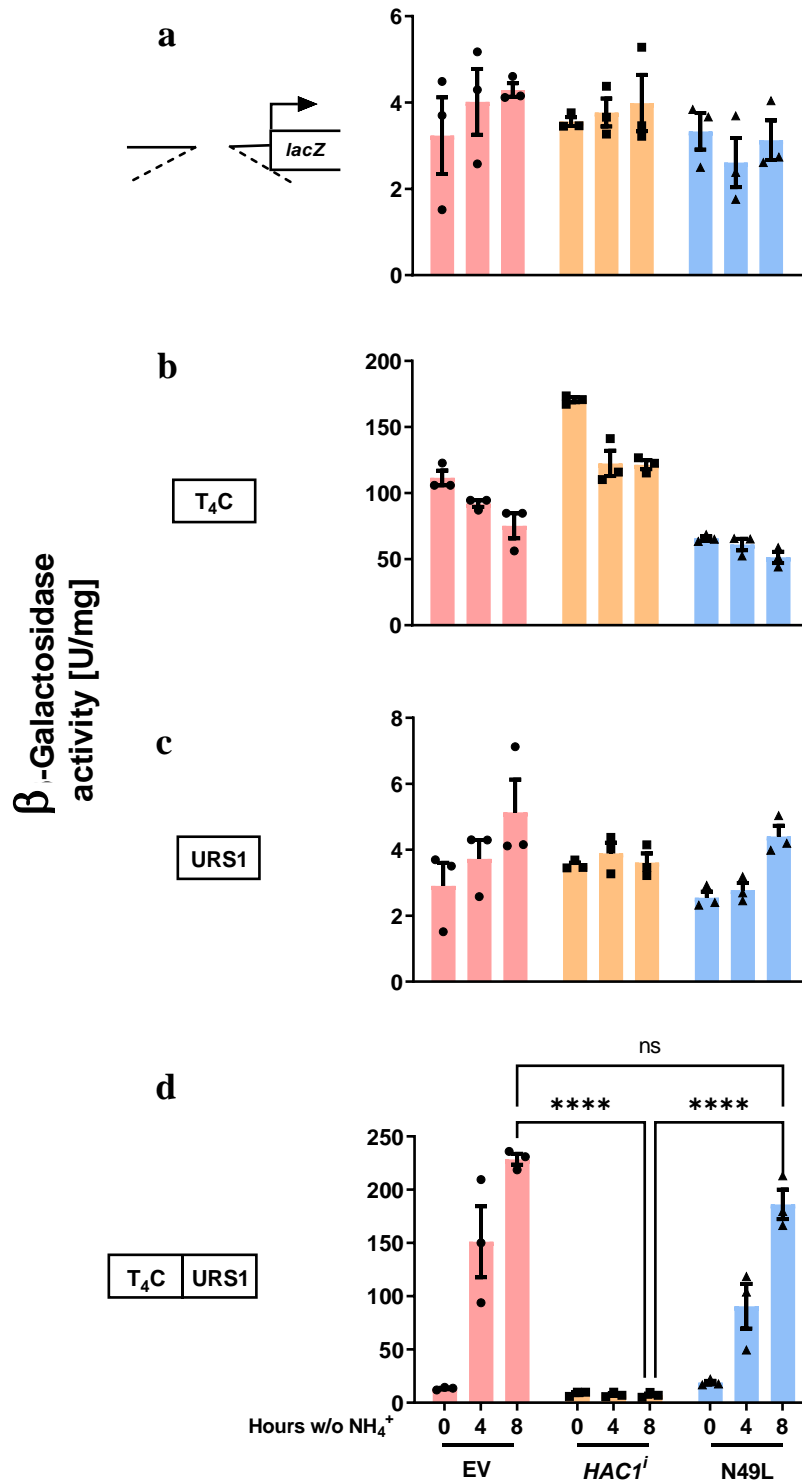 a
lacZ
6
4
2
0
b
T₄C
200
150
100
50
0
β-Galactosidase
activity [U/mg]
c
URS1
8
6
4
2
0
d
ns
**** ****
T₄C URS1
250
200
150
100
50
0
Hours w/o NH₄⁺ 0 4 8 0 4 8 0 4 8
EV HAC1ⁱ N49L